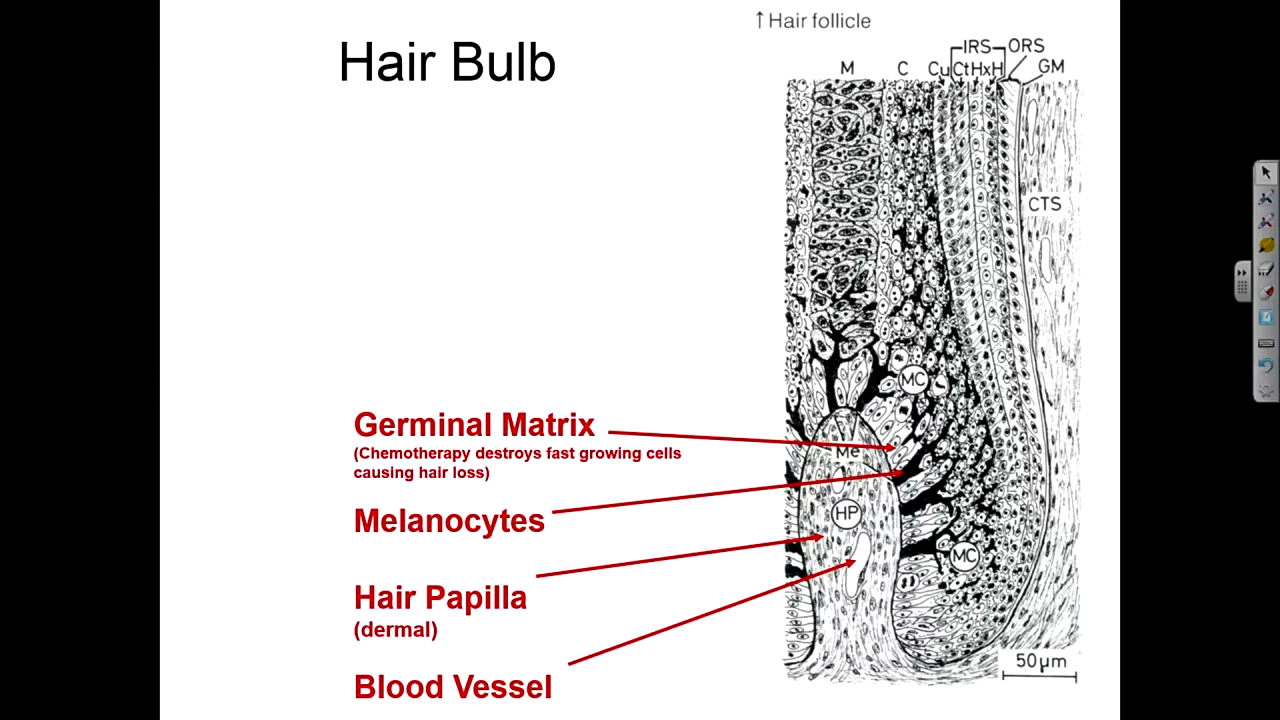 ↑ Hair follicle
Hair Bulb
IRS ORS
M C Cu Ct Hx H GM
CTS
MC
Germinal Matrix
(Chemotherapy destroys fast growing cells
causing hair loss)
Me
Melanocytes
HP
MC
Hair Papilla
(dermal)
Blood Vessel
50µm